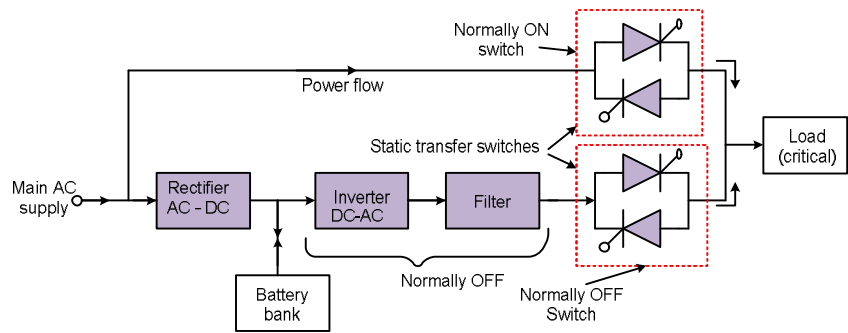 Normally ON
switch
Power flow
Static transfer switches
Load
(critical)
Main AC
supply
Rectifier
AC - DC
Inverter
DC-AC
Filter
Normally OFF
Battery
bank
Normally OFF
Switch